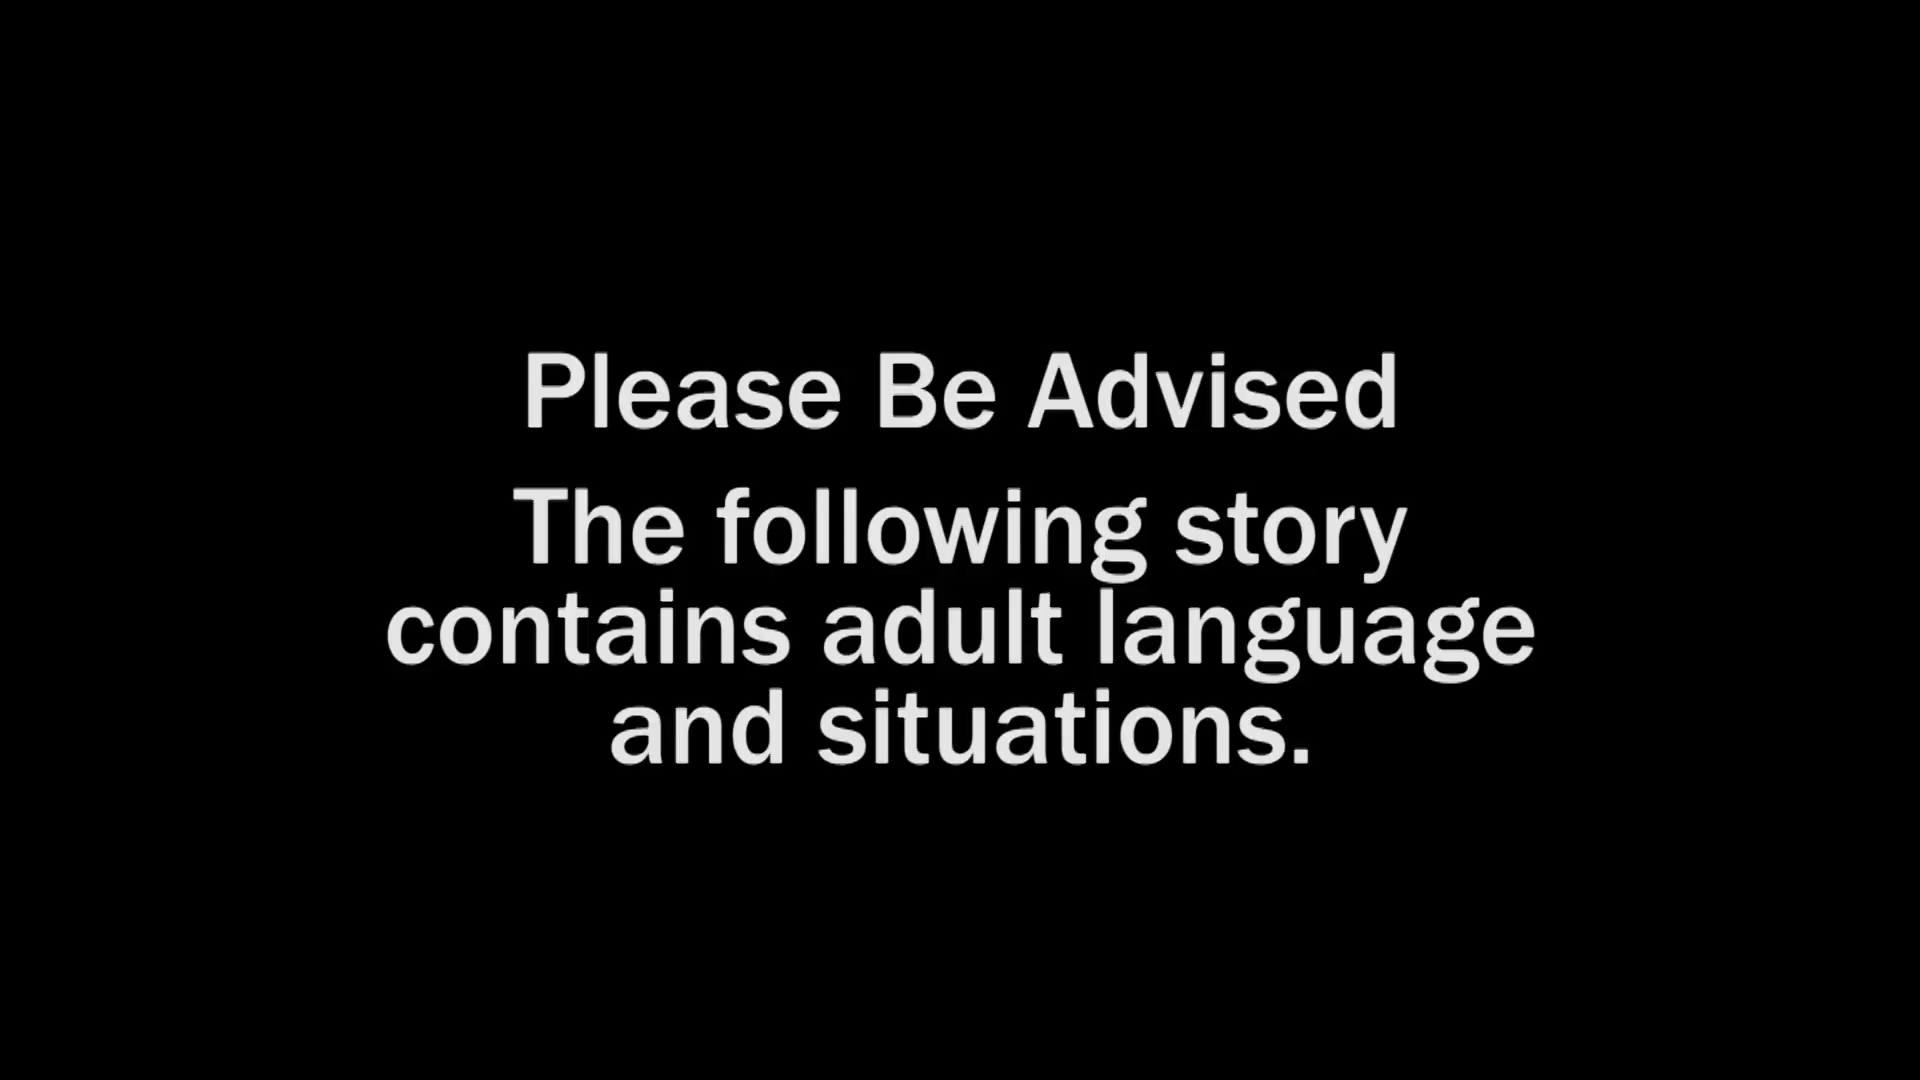 Please Be Advised
The following story
contains adult language
and situations.